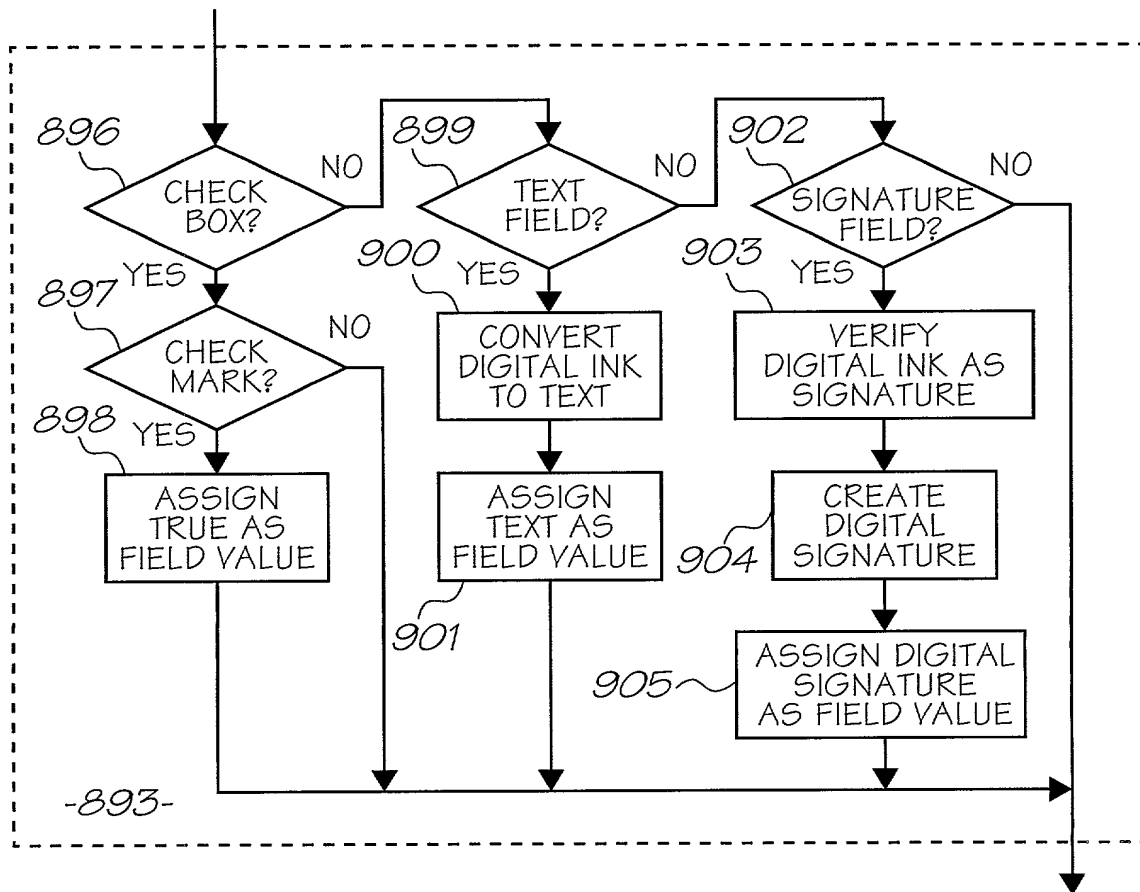 896
CHECK
BOX?
NO
YES
899
TEXT
FIELD?
NO
YES
902
SIGNATURE
FIELD?
NO
YES
897
CHECK
MARK?
NO
YES
900
CONVERT
DIGITAL INK
TO TEXT
903
VERIFY
DIGITAL INK AS
SIGNATURE
898
ASSIGN
TRUE AS
FIELD VALUE
ASSIGN
TEXT AS
FIELD VALUE
901
CREATE
DIGITAL
SIGNATURE
904
905
ASSIGN DIGITAL
SIGNATURE
AS FIELD VALUE
-893-